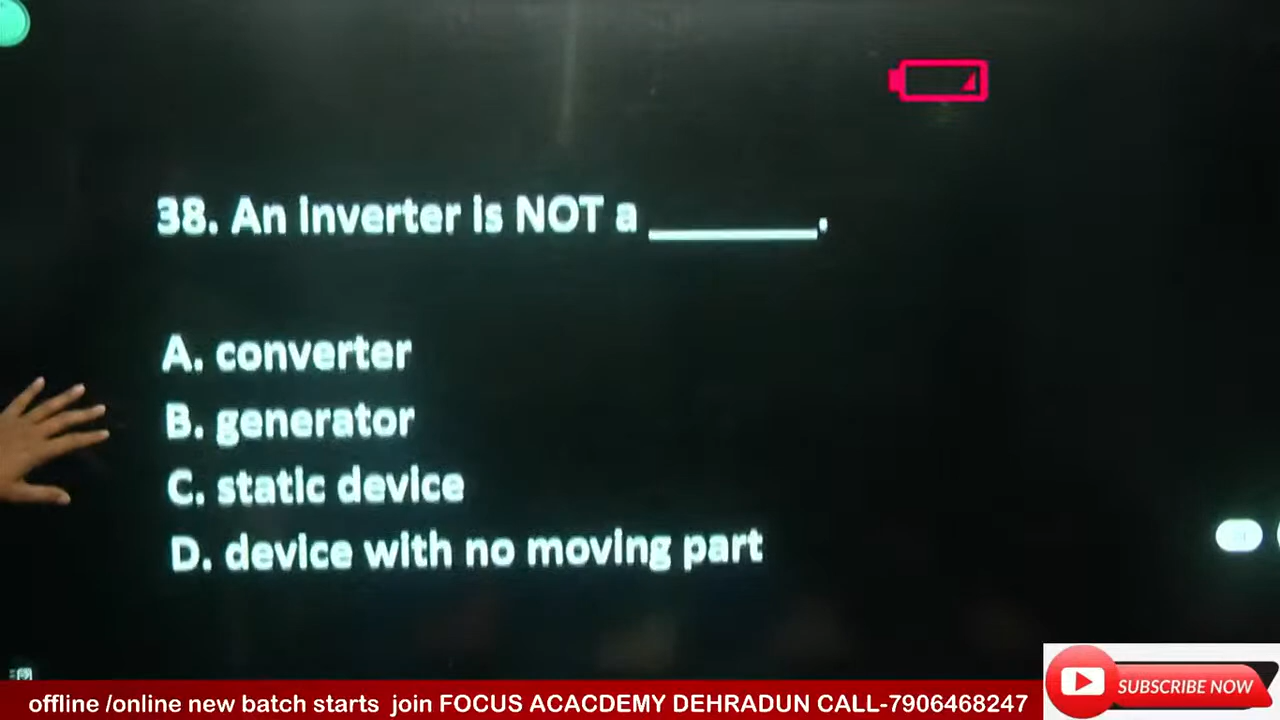 38. An inverter is NOT a ________.
A. converter
B. generator
C. static device
D. device with no moving part
offline /online new batch starts join FOCUS ACACDEMY DEHRADUN CALL-7906468247
SUBSCRIBE NOW